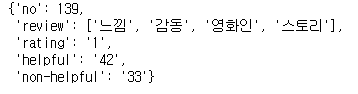 {'no': 139,
'review': ['느낌', '감동', '영화인', '스토리'],
'rating': '1',
'helpful': '42',
'non-helpful': '33'}